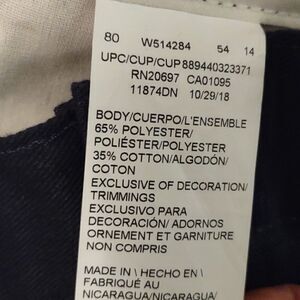 80 W514284 54 14
UPC/CUP/CUP 889440323371
RN20697 CA01095
11874DN 10/29/18
BODY/CUERPO/L'ENSEMBLE
65% POLYESTER/
POLIÉSTER/POLYESTER
35% COTTON/ALGODÓN/
COTON
EXCLUSIVE OF DECORATION/
TRIMMINGS
EXCLUSIVO PARA
DECORACIÓN/ ADORNOS
ORNEMENT ET GARNITURE
NON COMPRIS
MADE IN \ HECHO EN \
FABRIQUÉ AU
NICARAGUA/NICARAGUA/